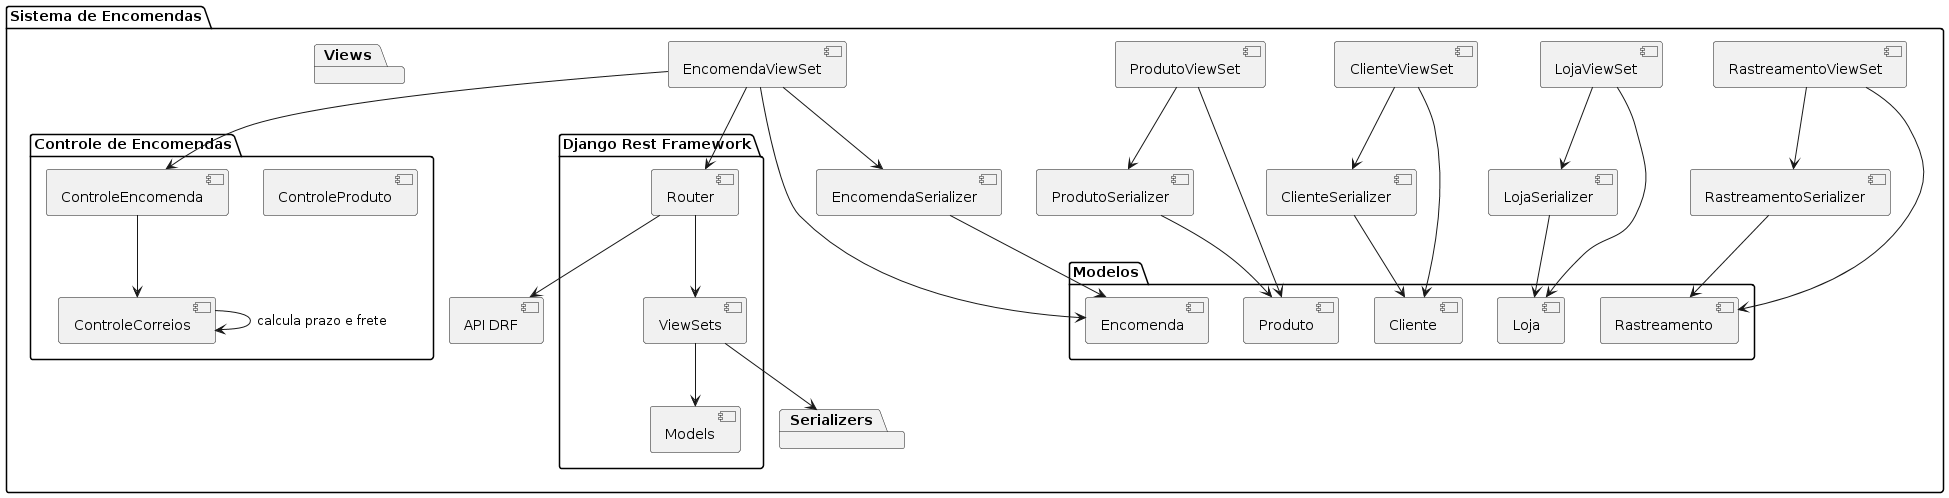 Sistema de Encomendas
Views
EncomendaViewSet
ProdutoViewSet
ClienteViewSet
LojaViewSet
RastreamentoViewSet
Controle de Encomendas
Django Rest Framework
ControleEncomenda
ControleProduto
Router
EncomendaSerializer
ProdutoSerializer
ClienteSerializer
LojaSerializer
RastreamentoSerializer
Modelos
ControleCorreios
calcula prazo e frete
API DRF
ViewSets
Encomenda
Produto
Cliente
Loja
Rastreamento
Models
Serializers